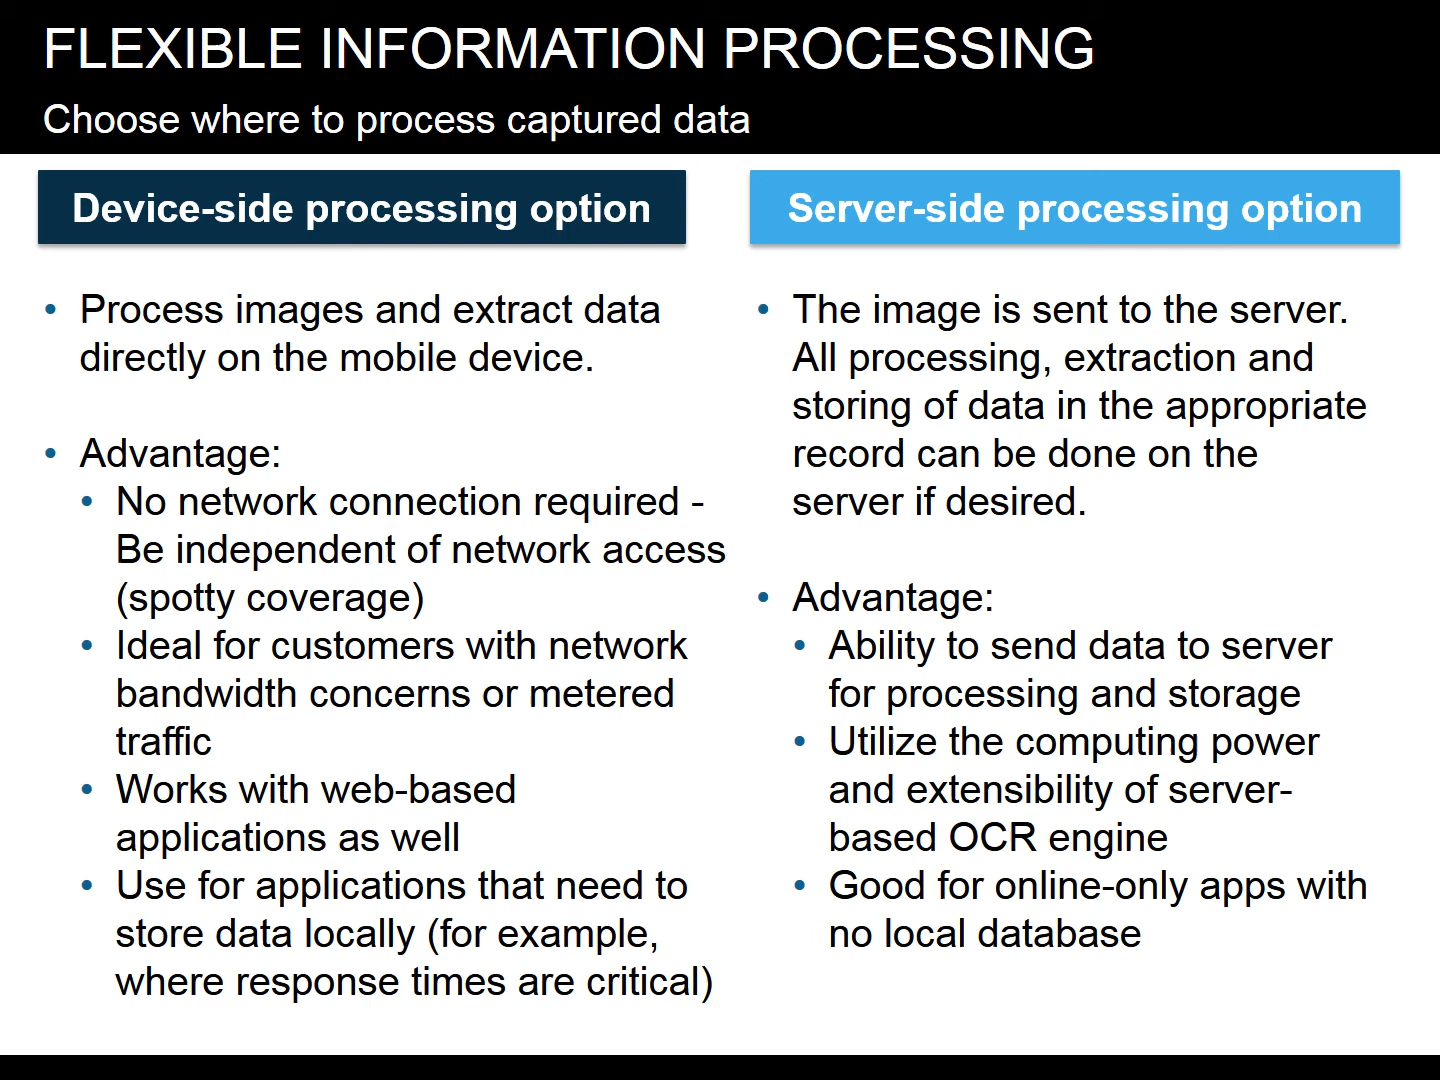 FLEXIBLE INFORMATION PROCESSING
Choose where to process captured data
Device-side processing option
• Process images and extract data
directly on the mobile device.
• Advantage:
• No network connection required -
Be independent of network access
(spotty coverage)
• Ideal for customers with network
bandwidth concerns or metered
traffic
• Works with web-based
applications as well
• Use for applications that need to
store data locally (for example,
where response times are critical)
Server-side processing option
• The image is sent to the server.
All processing, extraction and
storing of data in the appropriate
record can be done on the
server if desired.
• Advantage:
• Ability to send data to server
for processing and storage
• Utilize the computing power
and extensibility of server-
based OCR engine
• Good for online-only apps with
no local database